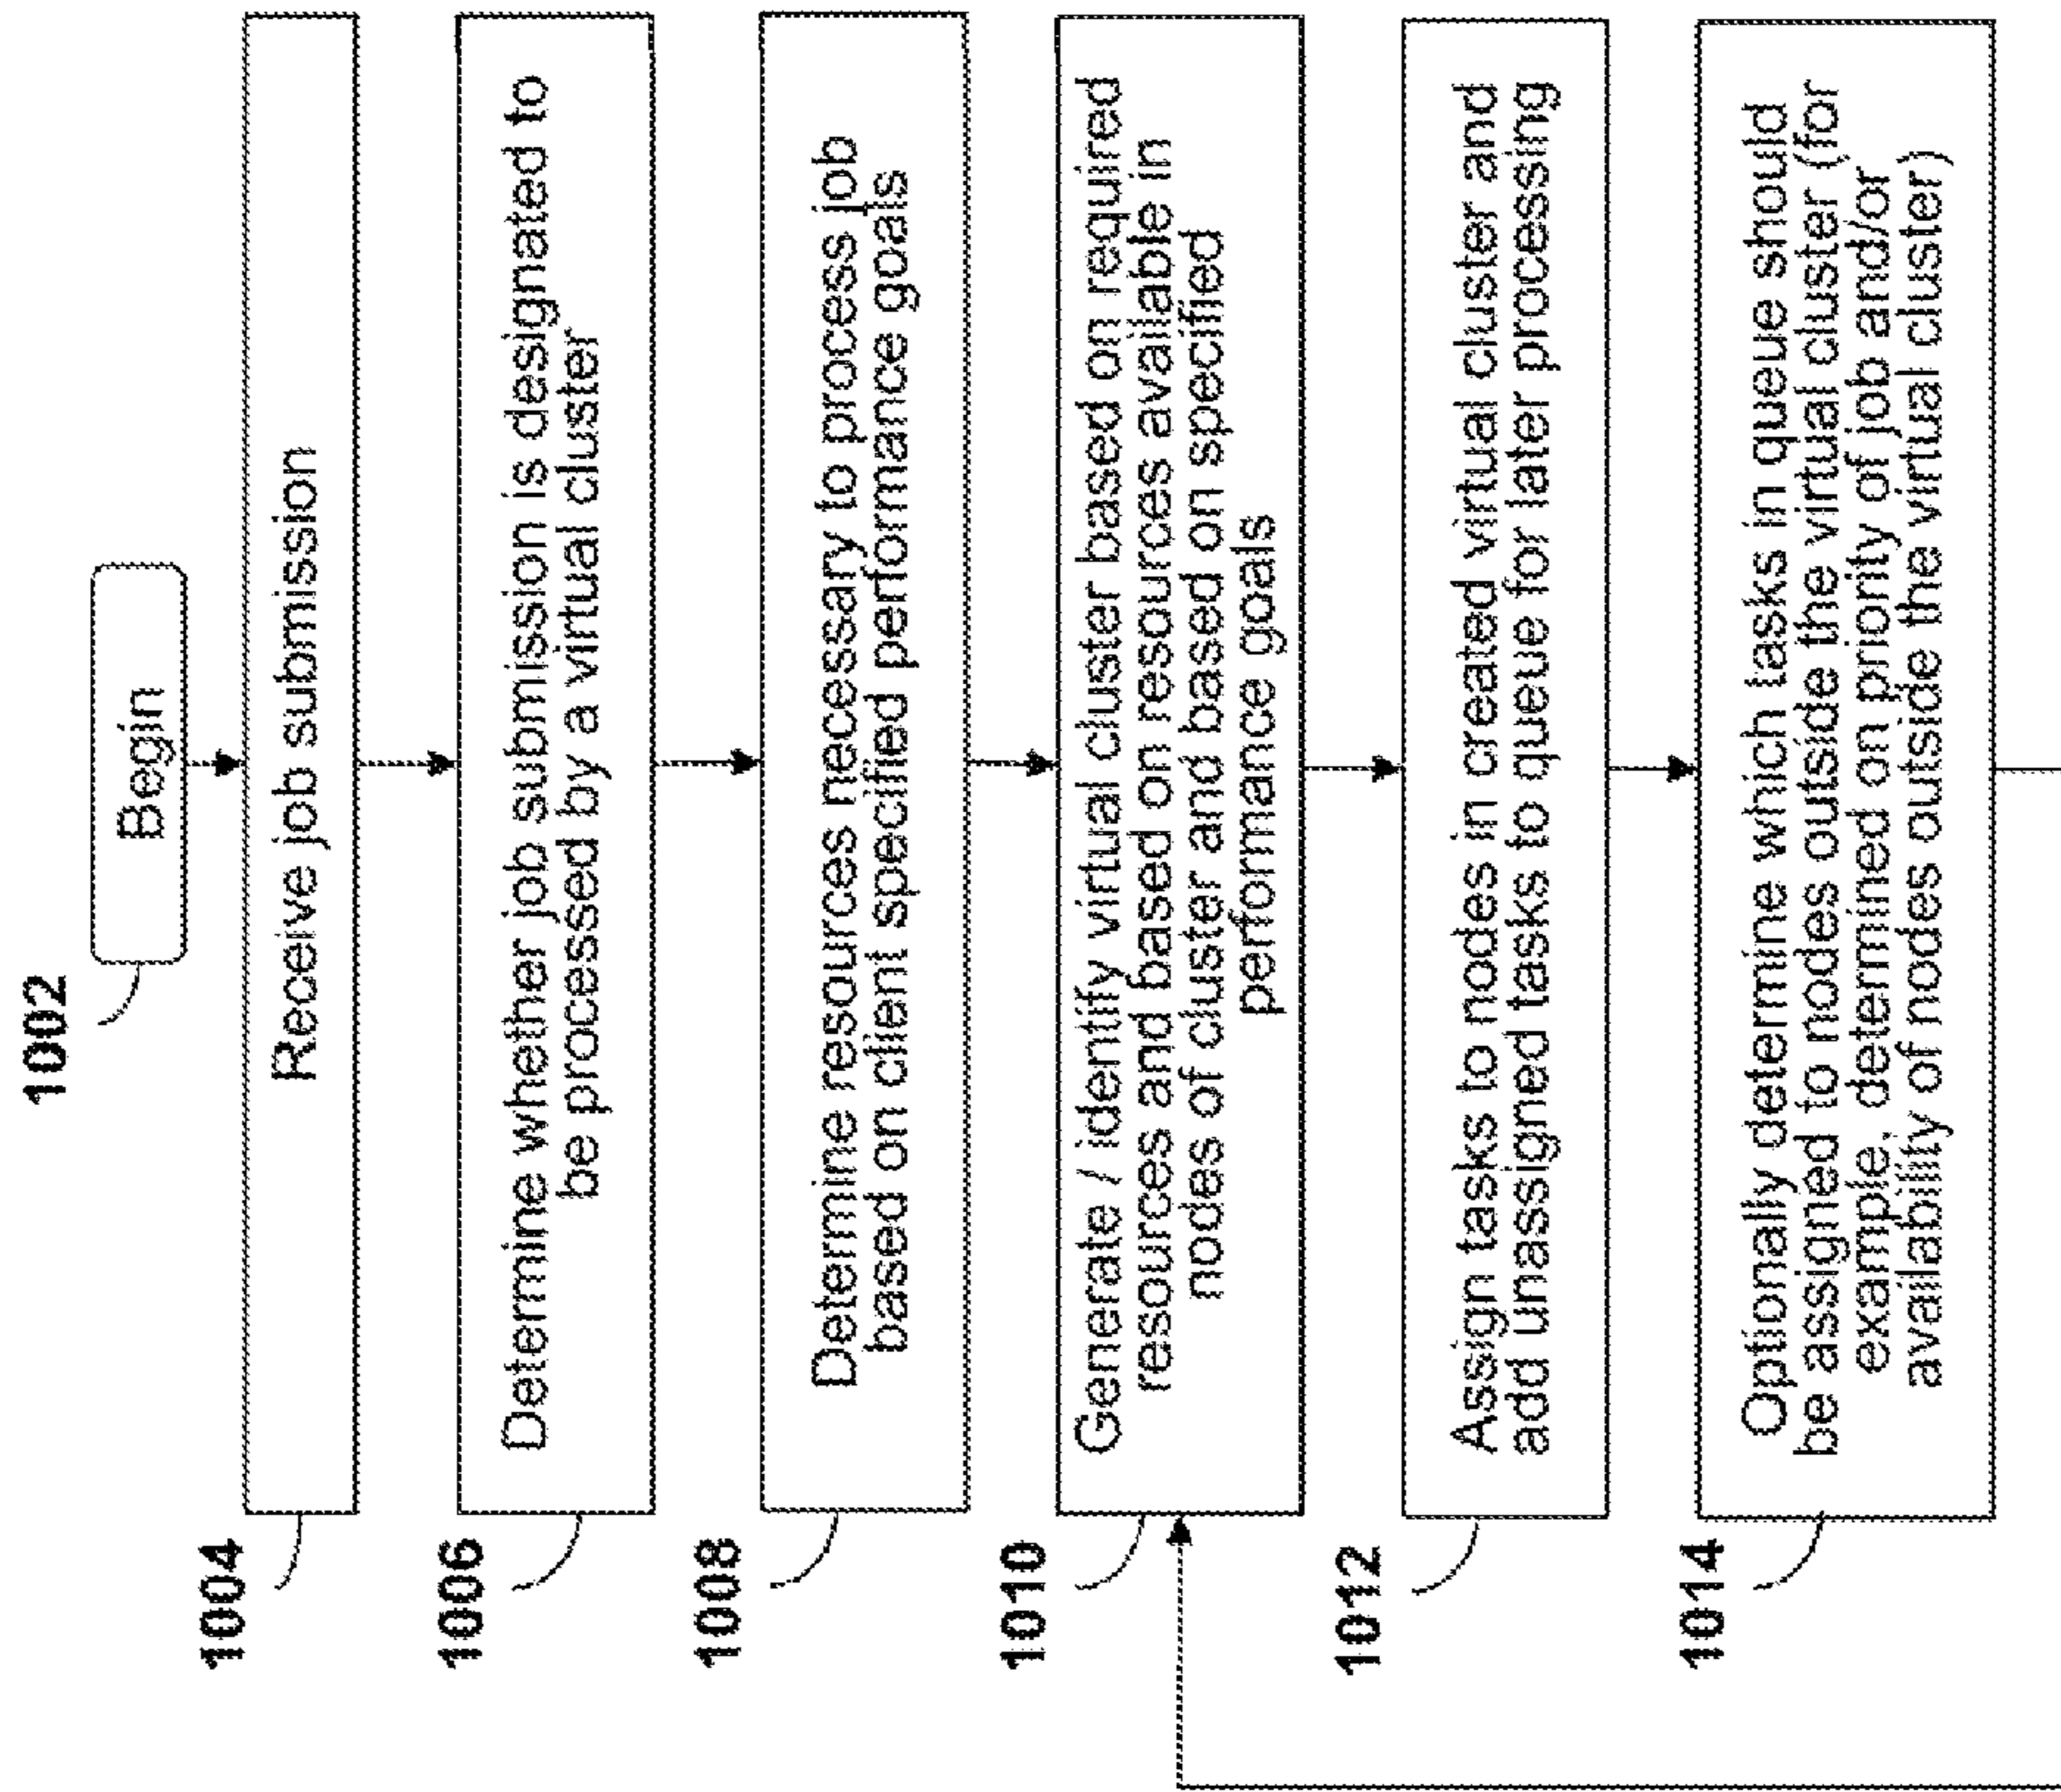 1002
Begin
1004
Receive job submission
1006
Determine whether job submission is designated to
be processed by a virtual cluster
1008
Determine resources necessary to process job
based on client specified performance goals
1010
Generate / identify virtual cluster based on required
resources and based on resources available in
nodes of cluster and based on specified
performance goals
1012
Assign tasks to nodes in created virtual cluster and
add unassigned tasks to queue for later processing
1014
Optionally determine which tasks in queue should
be assigned to nodes outside the virtual cluster (for
example, determined on priority of job and/or
availability of nodes outside the virtual cluster)